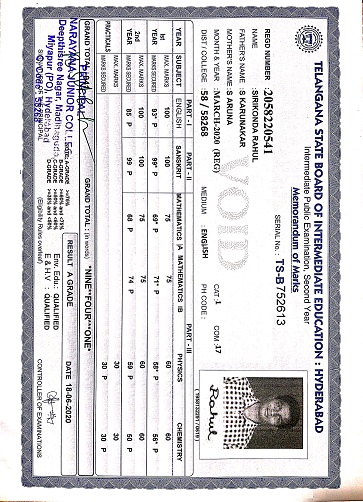 TELANGANA STATE BOARD OF INTERMEDIATE EDUCATION : HYDERABAD
Intermediate Public Examination, Second Year
Memorandum of Marks
SERIAL No. : TS-B 752613
REGD NUMBER : 2058220541
NAME : SIRIKONDA RAHUL
FATHER'S NAME : S KARUNAKAR
MOTHER'S NAME : S ARUNA
VOID
MONTH & YEAR : MARCH-2020 (REG) CAT : 1 COM : 17
DIST / COLLEGE : 58 / 58268 MEDIUM : ENGLISH PH CODE :
Rahul
( 1958132261 / 0619 )
PART - I PART - II PART - III
YEAR SUBJECT ENGLISH SANSKRIT MATHEMATICS IA MATHEMATICS IB PHYSICS CHEMISTRY
1st YEAR MAX. MARKS 100 100 75 75 60 60
MARKS SECURED 93* P 99* P 69* P 71* P 58* P 56* P
2nd YEAR MAX. MARKS 100 100 75 75 60 60
MARKS SECURED 85 P 99 P 68 P 74 P 59 P 50 P
PRACTICALS MAX. MARKS 30 30
MARKS SECURED 30 P 30 P
GRAND TOTAL : GRAND TOTAL : (in words) *NINE**FOUR***ONE*
PRINCIPAL
NARAYANA JUNIOR COLLEGE
Deepthisree Nagar, Madinaguda,
Miyapur (PO), Hyderabad
Q. Code : 58268
SIGNATURE OF THE PRINCIPAL
NOTE: A-GRADE >=75%
B-GRADE >=60% and <75%
C-GRADE >=50% and <60%
D-GRADE >=35% and <50%
(Eligibility Rules overleaf)
RESULT A GRADE DATE 18-06-2020
Env. Edu.: QUALIFIED
E & H.V : QUALIFIED
CONTROLLER OF EXAMINATIONS